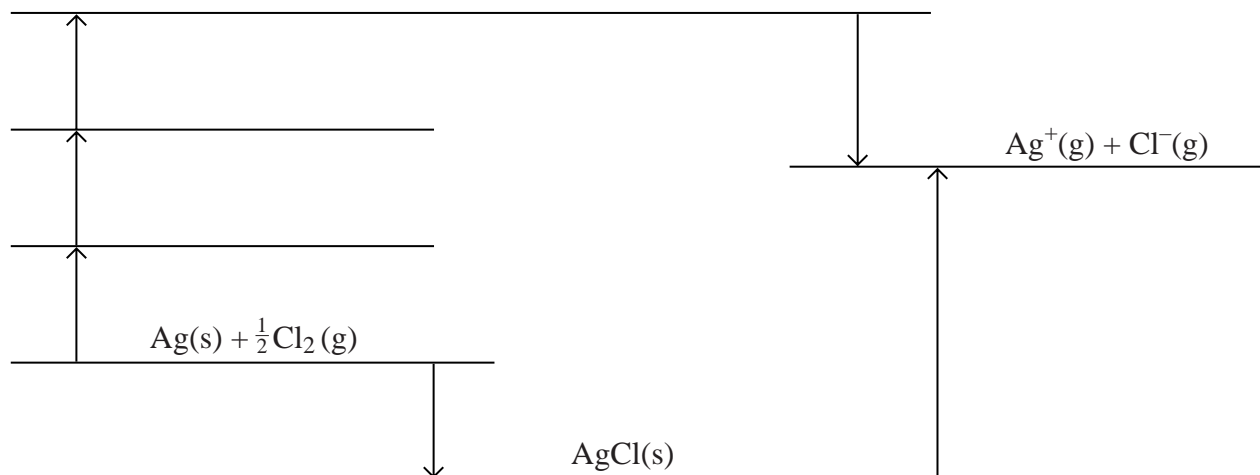 Ag⁺(g) + Cl⁻(g)
Ag(s) + ½Cl₂ (g)
AgCl(s)